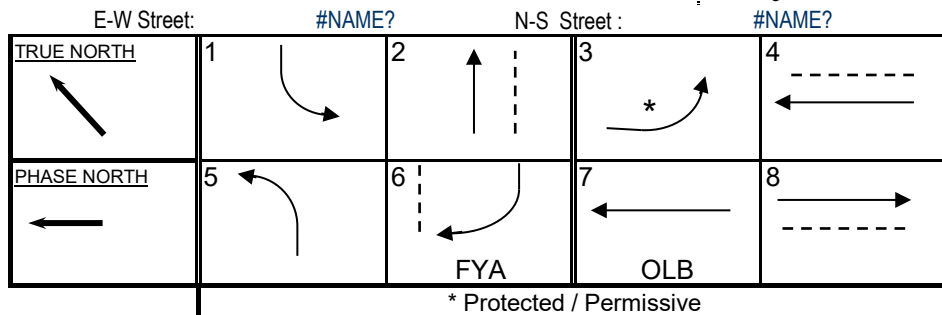 E-W Street: #NAME? N-S Street : #NAME?
TRUE NORTH 1 2 3 4
*
PHASE NORTH 5 6 7 8
FYA OLB
* Protected / Permissive